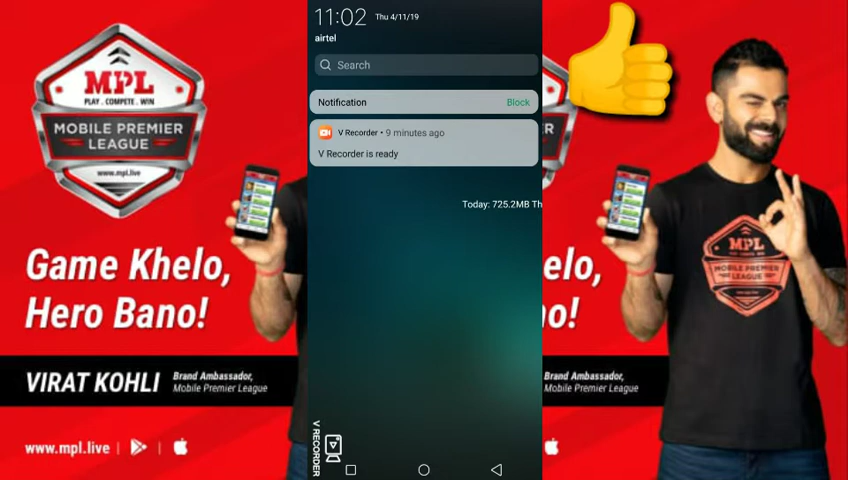 MPL
PLAY . COMPETE . WIN
MOBILE PREMIER
LEAGUE
www.mpl.live
Game Khelo,
Hero Bano!
VIRAT KOHLI
Brand Ambassador,
Mobile Premier League
www.mpl.live
11:02 Thu 4/11/19
airtel
Search
Notification Block
V Recorder • 9 minutes ago
V Recorder is ready
Today: 725.2MB Th
V RECORDER
elo,
no!
Brand Ambassador,
Mobile Premier League
MPL
MOBILE PREMIER
LEAGUE